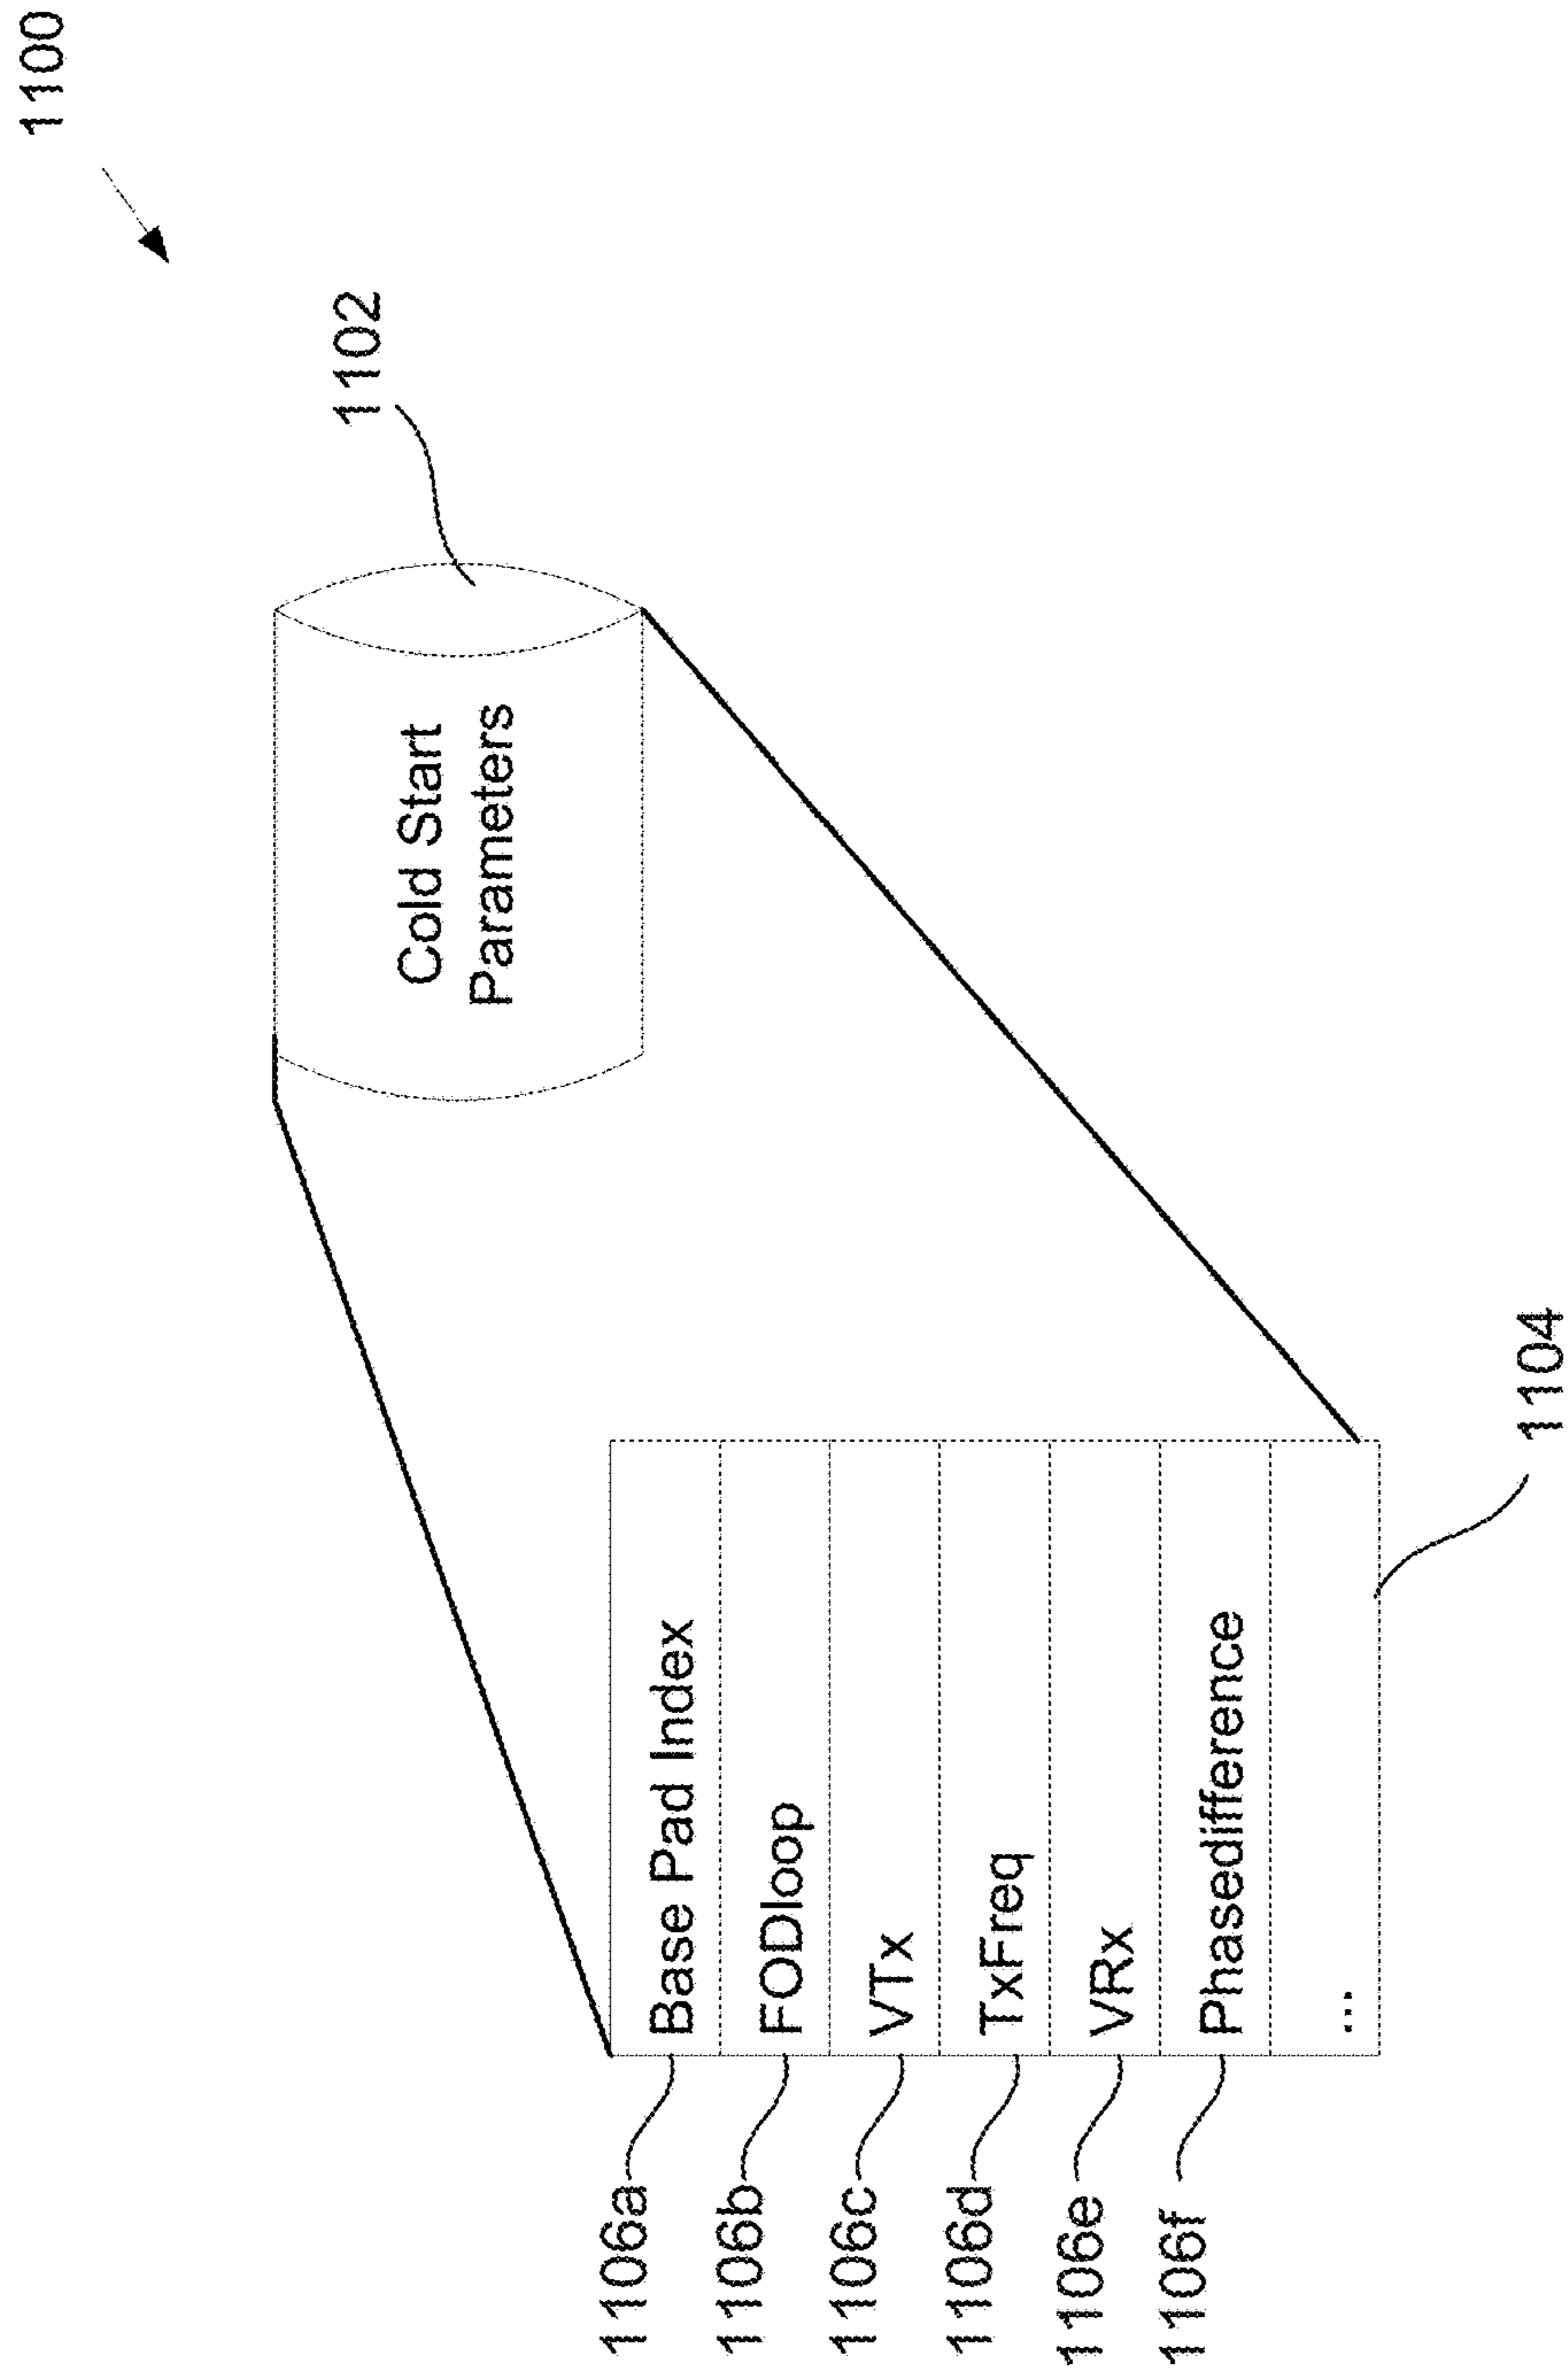 1100
1102
Cold Start
Parameters
1106a
Base Pad Index
1106b
FODloop
1106c
VTx
1106d
TxFreq
1106e
VRx
1106f
Phasedifference
...
1104